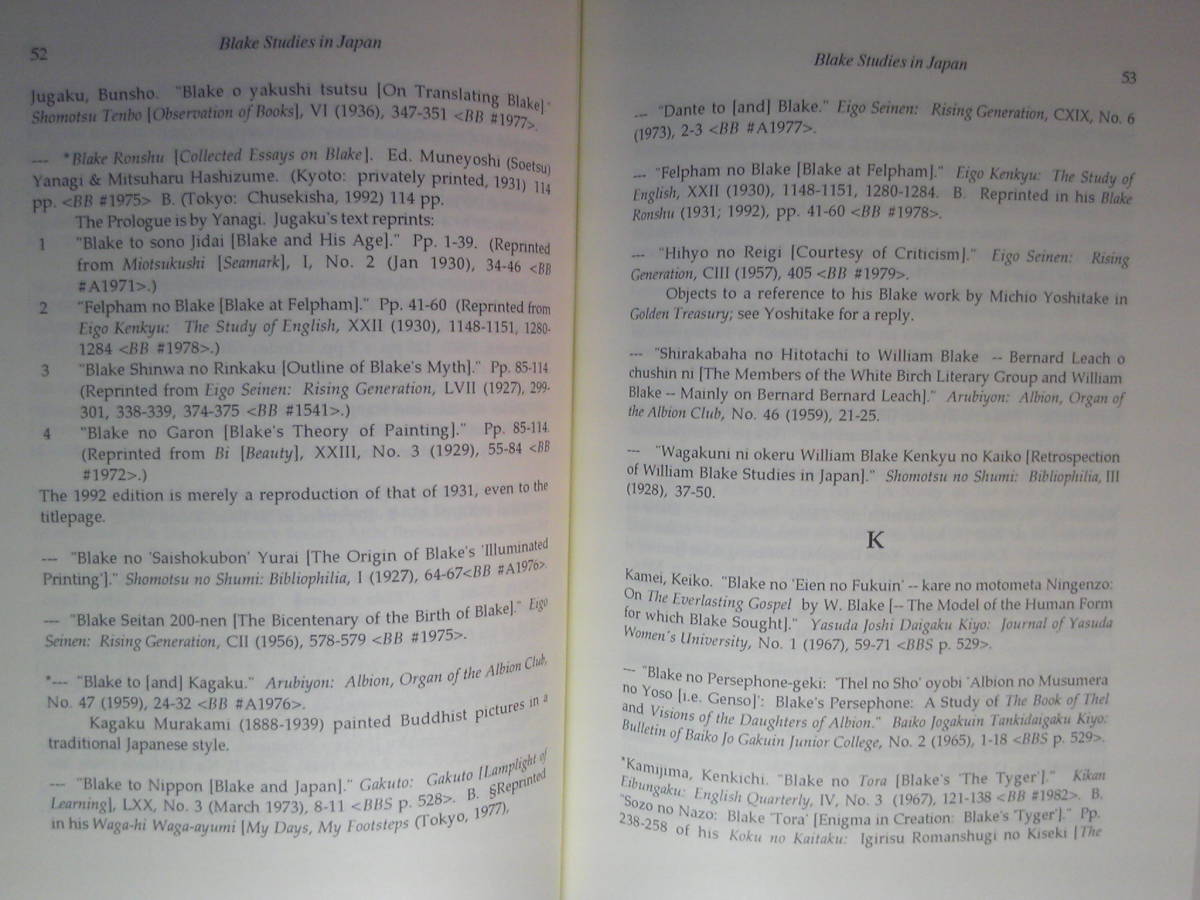 52
Blake Studies in Japan
Jugaku, Bunsho. "Blake o yakushi tsutsu [On Translating Blake]"
Shomotsu Tenbo [Observation of Books], VI (1936), 347-351 <BB #1977>.
--- *Blake Ronshu [Collected Essays on Blake]. Ed. Muneyoshi (Soetsu)
Yanagi & Mitsuharu Hashizume. (Kyoto: privately printed, 1931) 114
pp. <BB #1975> B. (Tokyo: Chusekisha, 1992) 114 pp.
The Prologue is by Yanagi. Jugaku's text reprints:
1 "Blake to sono Jidai [Blake and His Age]." Pp. 1-39. (Reprinted
from Miotsukushi [Seamark], I, No. 2 (Jan 1930), 34-46 <BB
#A1971>.)
2 "Felpham no Blake [Blake at Felpham]." Pp. 41-60 (Reprinted from
Eigo Kenkyu: The Study of English, XXII (1930), 1148-1151, 1280-
1284 <BB #1978>.)
3 "Blake Shinwa no Rinkaku [Outline of Blake's Myth]." Pp. 85-114
(Reprinted from Eigo Seinen: Rising Generation, LVII (1927), 299-
301, 338-339, 374-375 <BB #1541>.)
4 "Blake no Garon [Blake's Theory of Painting]." Pp. 85-114.
(Reprinted from Bi [Beauty], XXIII, No. 3 (1929), 55-84 <BB
#1972>.)
The 1992 edition is merely a reproduction of that of 1931, even to the
titlepage.
--- "Blake no 'Saishokubon' Yurai [The Origin of Blake's 'Illuminated
Printing']." Shomotsu no Shumi: Bibliophilia, I (1927), 64-67<BB #A1976>.
--- "Blake Seitan 200-nen [The Bicentenary of the Birth of Blake]." Eigo
Seinen: Rising Generation, CII (1956), 578-579 <BB #1975>.
*--- "Blake to [and] Kagaku." Arubiyon: Albion, Organ of the Albion Club,
No. 47 (1959), 24-32 <BB #A1976>.
Kagaku Murakami (1888-1939) painted Buddhist pictures in a
traditional Japanese style.
--- "Blake to Nippon [Blake and Japan]." Gakuto: Gakuto [Lamplight of
Learning], LXX, No. 3 (March 1973), 8-11 <BBS p. 528>. B. §Reprinted
in his Waga-hi Waga-ayumi [My Days, My Footsteps (Tokyo, 1977),
Blake Studies in Japan
53
--- "Dante to [and] Blake." Eigo Seinen: Rising Generation, CXIX, No. 6
(1973), 2-3 <BB #A1977>.
--- "Felpham no Blake [Blake at Felpham]." Eigo Kenkyu: The Study of
English, XXII (1930), 1148-1151, 1280-1284. B. Reprinted in his Blake
Ronshu (1931; 1992), pp. 41-60 <BB #1978>.
--- "Hihyo no Reigi [Courtesy of Criticism]." Eigo Seinen: Rising
Generation, CIII (1957), 405 <BB #1979>.
Objects to a reference to his Blake work by Michio Yoshitake in
Golden Treasury; see Yoshitake for a reply.
--- "Shirakabaha no Hitotachi to William Blake -- Bernard Leach o
chushin ni [The Members of the White Birch Literary Group and William
Blake -- Mainly on Bernard Bernard Leach]." Arubiyon: Albion, Organ of
the Albion Club, No. 46 (1959), 21-25.
--- "Wagakuni ni okeru William Blake Kenkyu no Kaiko [Retrospection
of William Blake Studies in Japan]." Shomotsu no Shumi: Bibliophilia, III
(1928), 37-50.
K
Kamei, Keiko. "Blake no 'Eien no Fukuin' -- kare no motometa Ningenzo:
On The Everlasting Gospel by W. Blake [-- The Model of the Human Form
for which Blake Sought]." Yasuda Joshi Daigaku Kiyo: Journal of Yasuda
Women's University, No. 1 (1967), 59-71 <BBS p. 529>.
--- "Blake no Persephone-geki: 'Thel no Sho' oyobi 'Albion no Musumera
no Yoso [i.e. Genso]': Blake's Persephone: A Study of The Book of Thel
and Visions of the Daughters of Albion." Baiko Jogakuin Tankidaigaku Kiyo:
Bulletin of Baiko Jo Gakuin Junior College, No. 2 (1965), 1-18 <BBS p. 529>.
*Kamijima, Kenkichi. "Blake no Tora [Blake's 'The Tyger']." Kikan
Eibungaku: English Quarterly, IV, No. 3 (1967), 121-138 <BB #1982>. B.
"Sozo no Nazo: Blake 'Tora' [Enigma in Creation: Blake's 'Tyger']." Pp.
238-258 of his Koku no Kaitaku: Igirisu Romanshugi no Kiseki [The